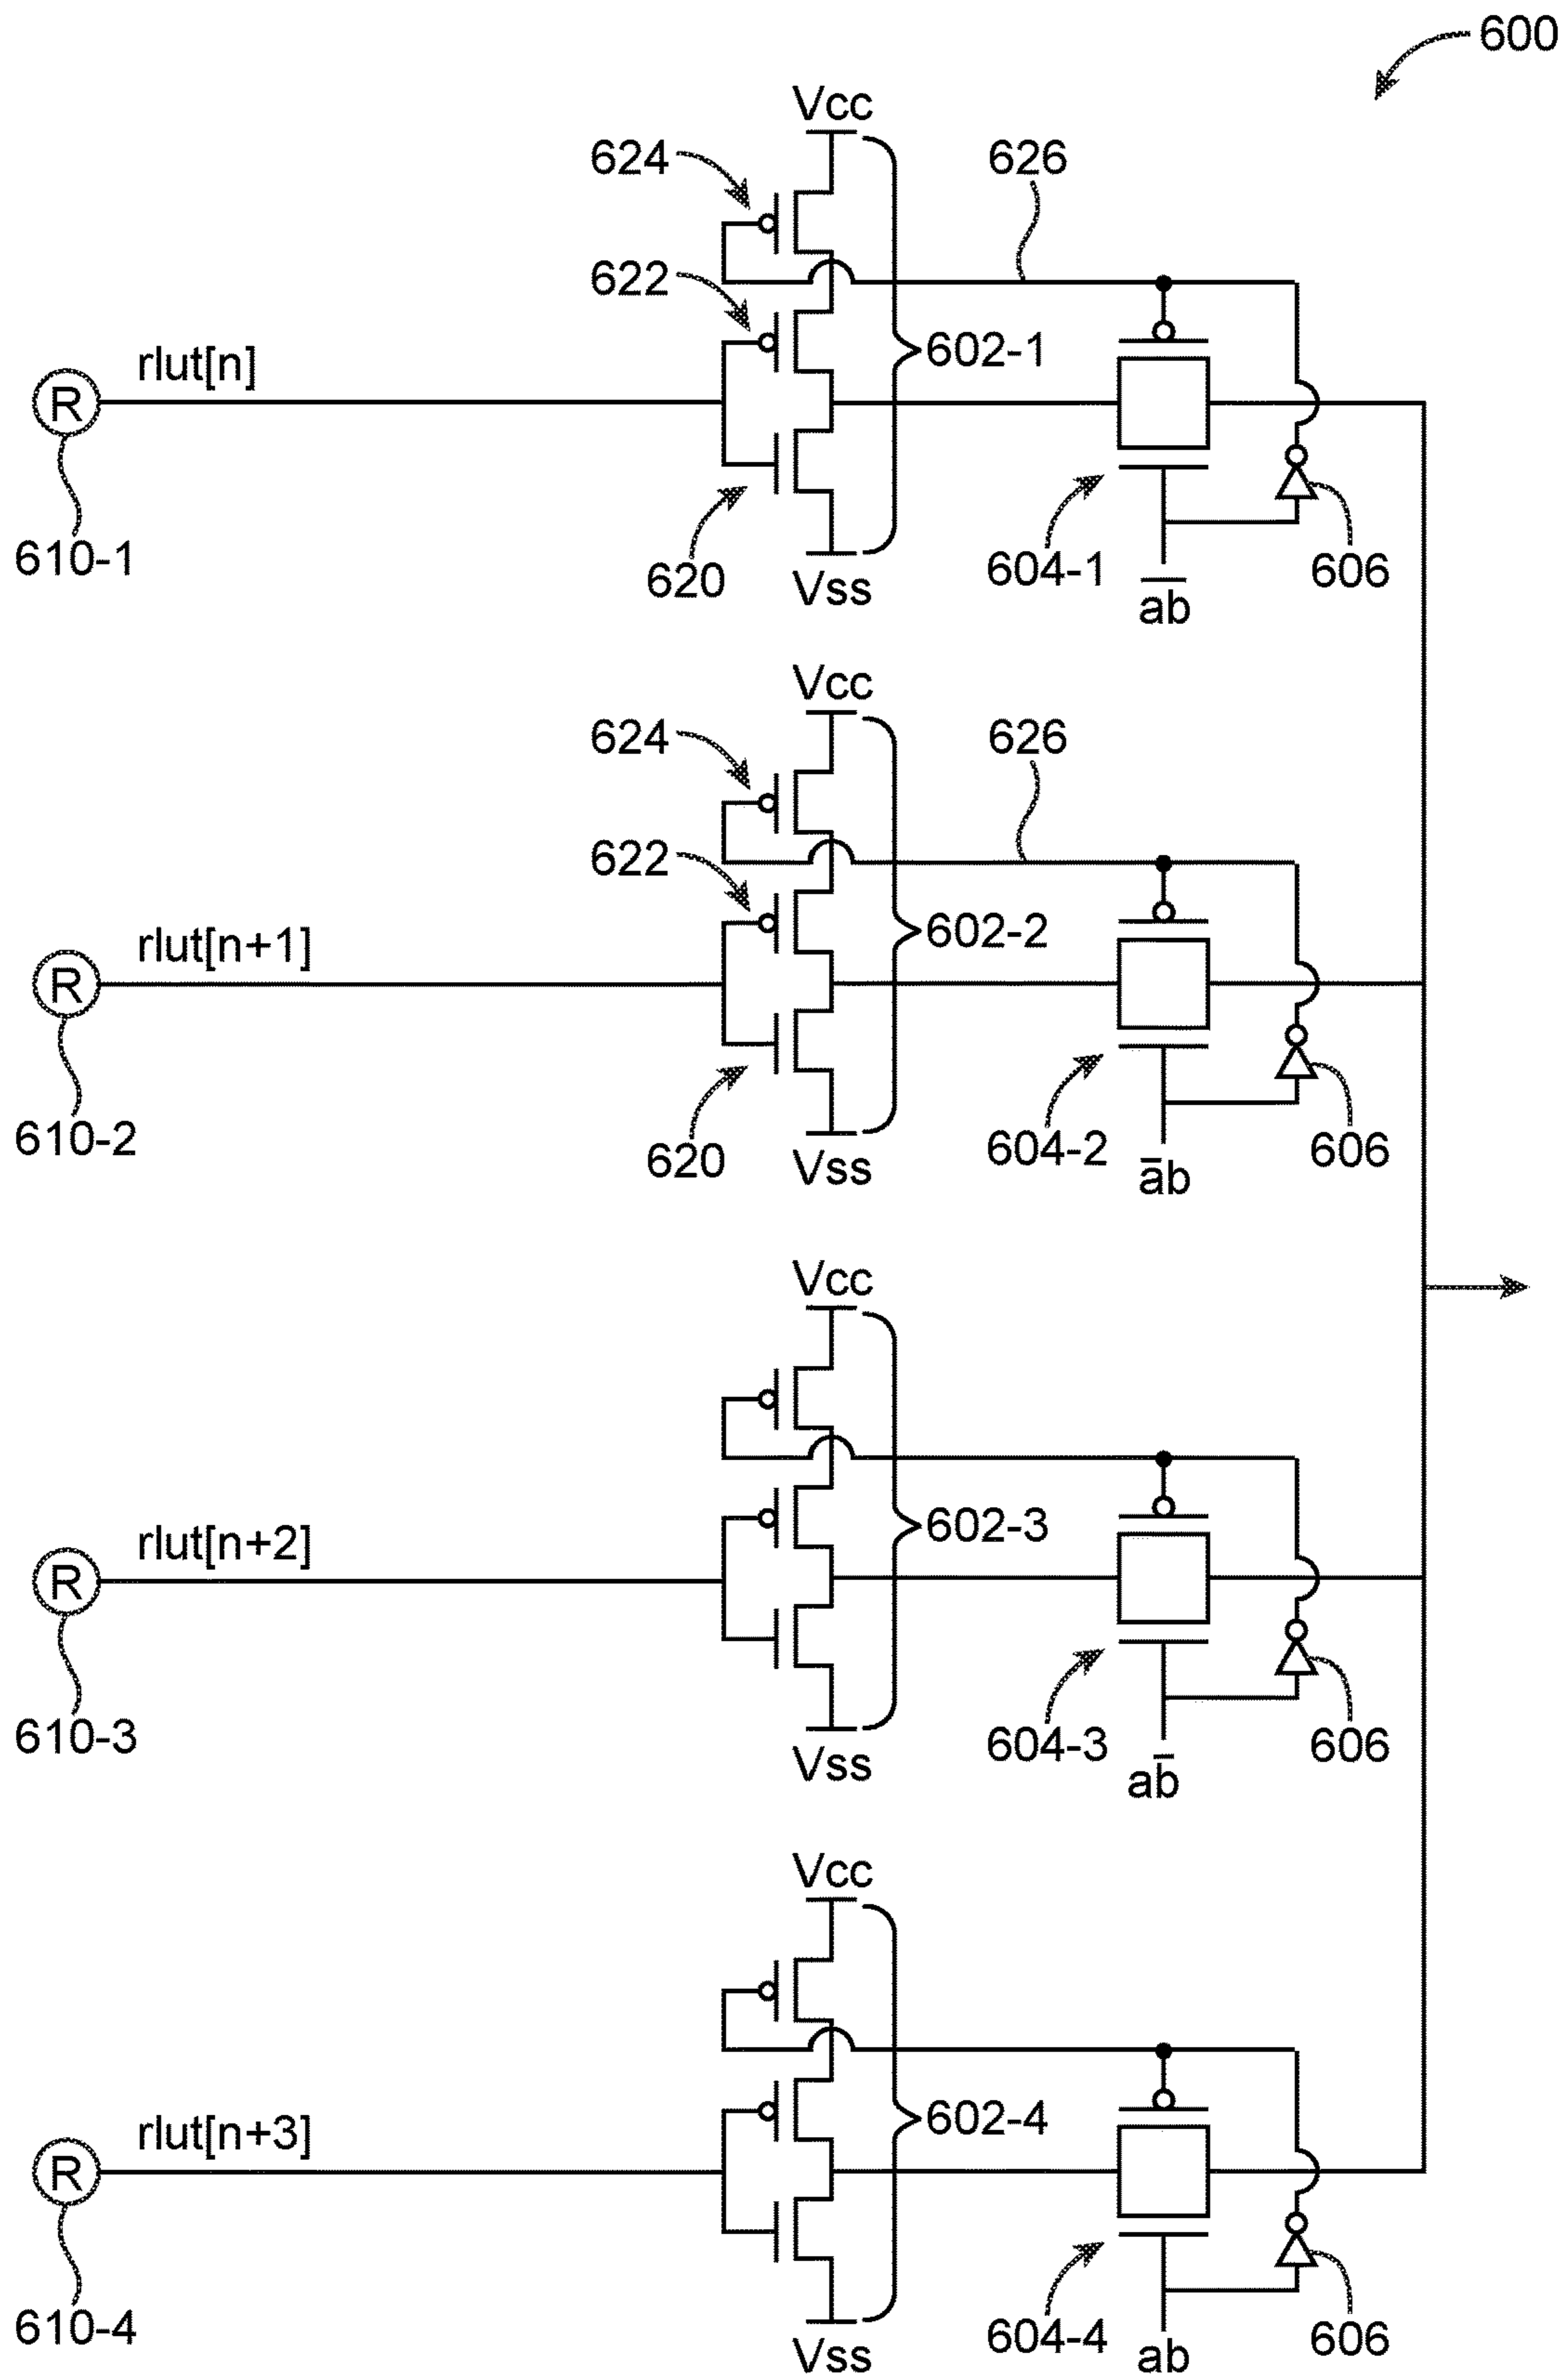 600
Vcc
624
626
622
602-1
rlut[n]
R
610-1
620
Vss
604-1
a̅b̅
606
Vcc
624
626
622
602-2
rlut[n+1]
R
610-2
620
Vss
604-2
a̅b
606
Vcc
602-3
rlut[n+2]
R
610-3
Vss
604-3
ab̅
606
Vcc
602-4
rlut[n+3]
R
610-4
Vss
604-4
ab
606